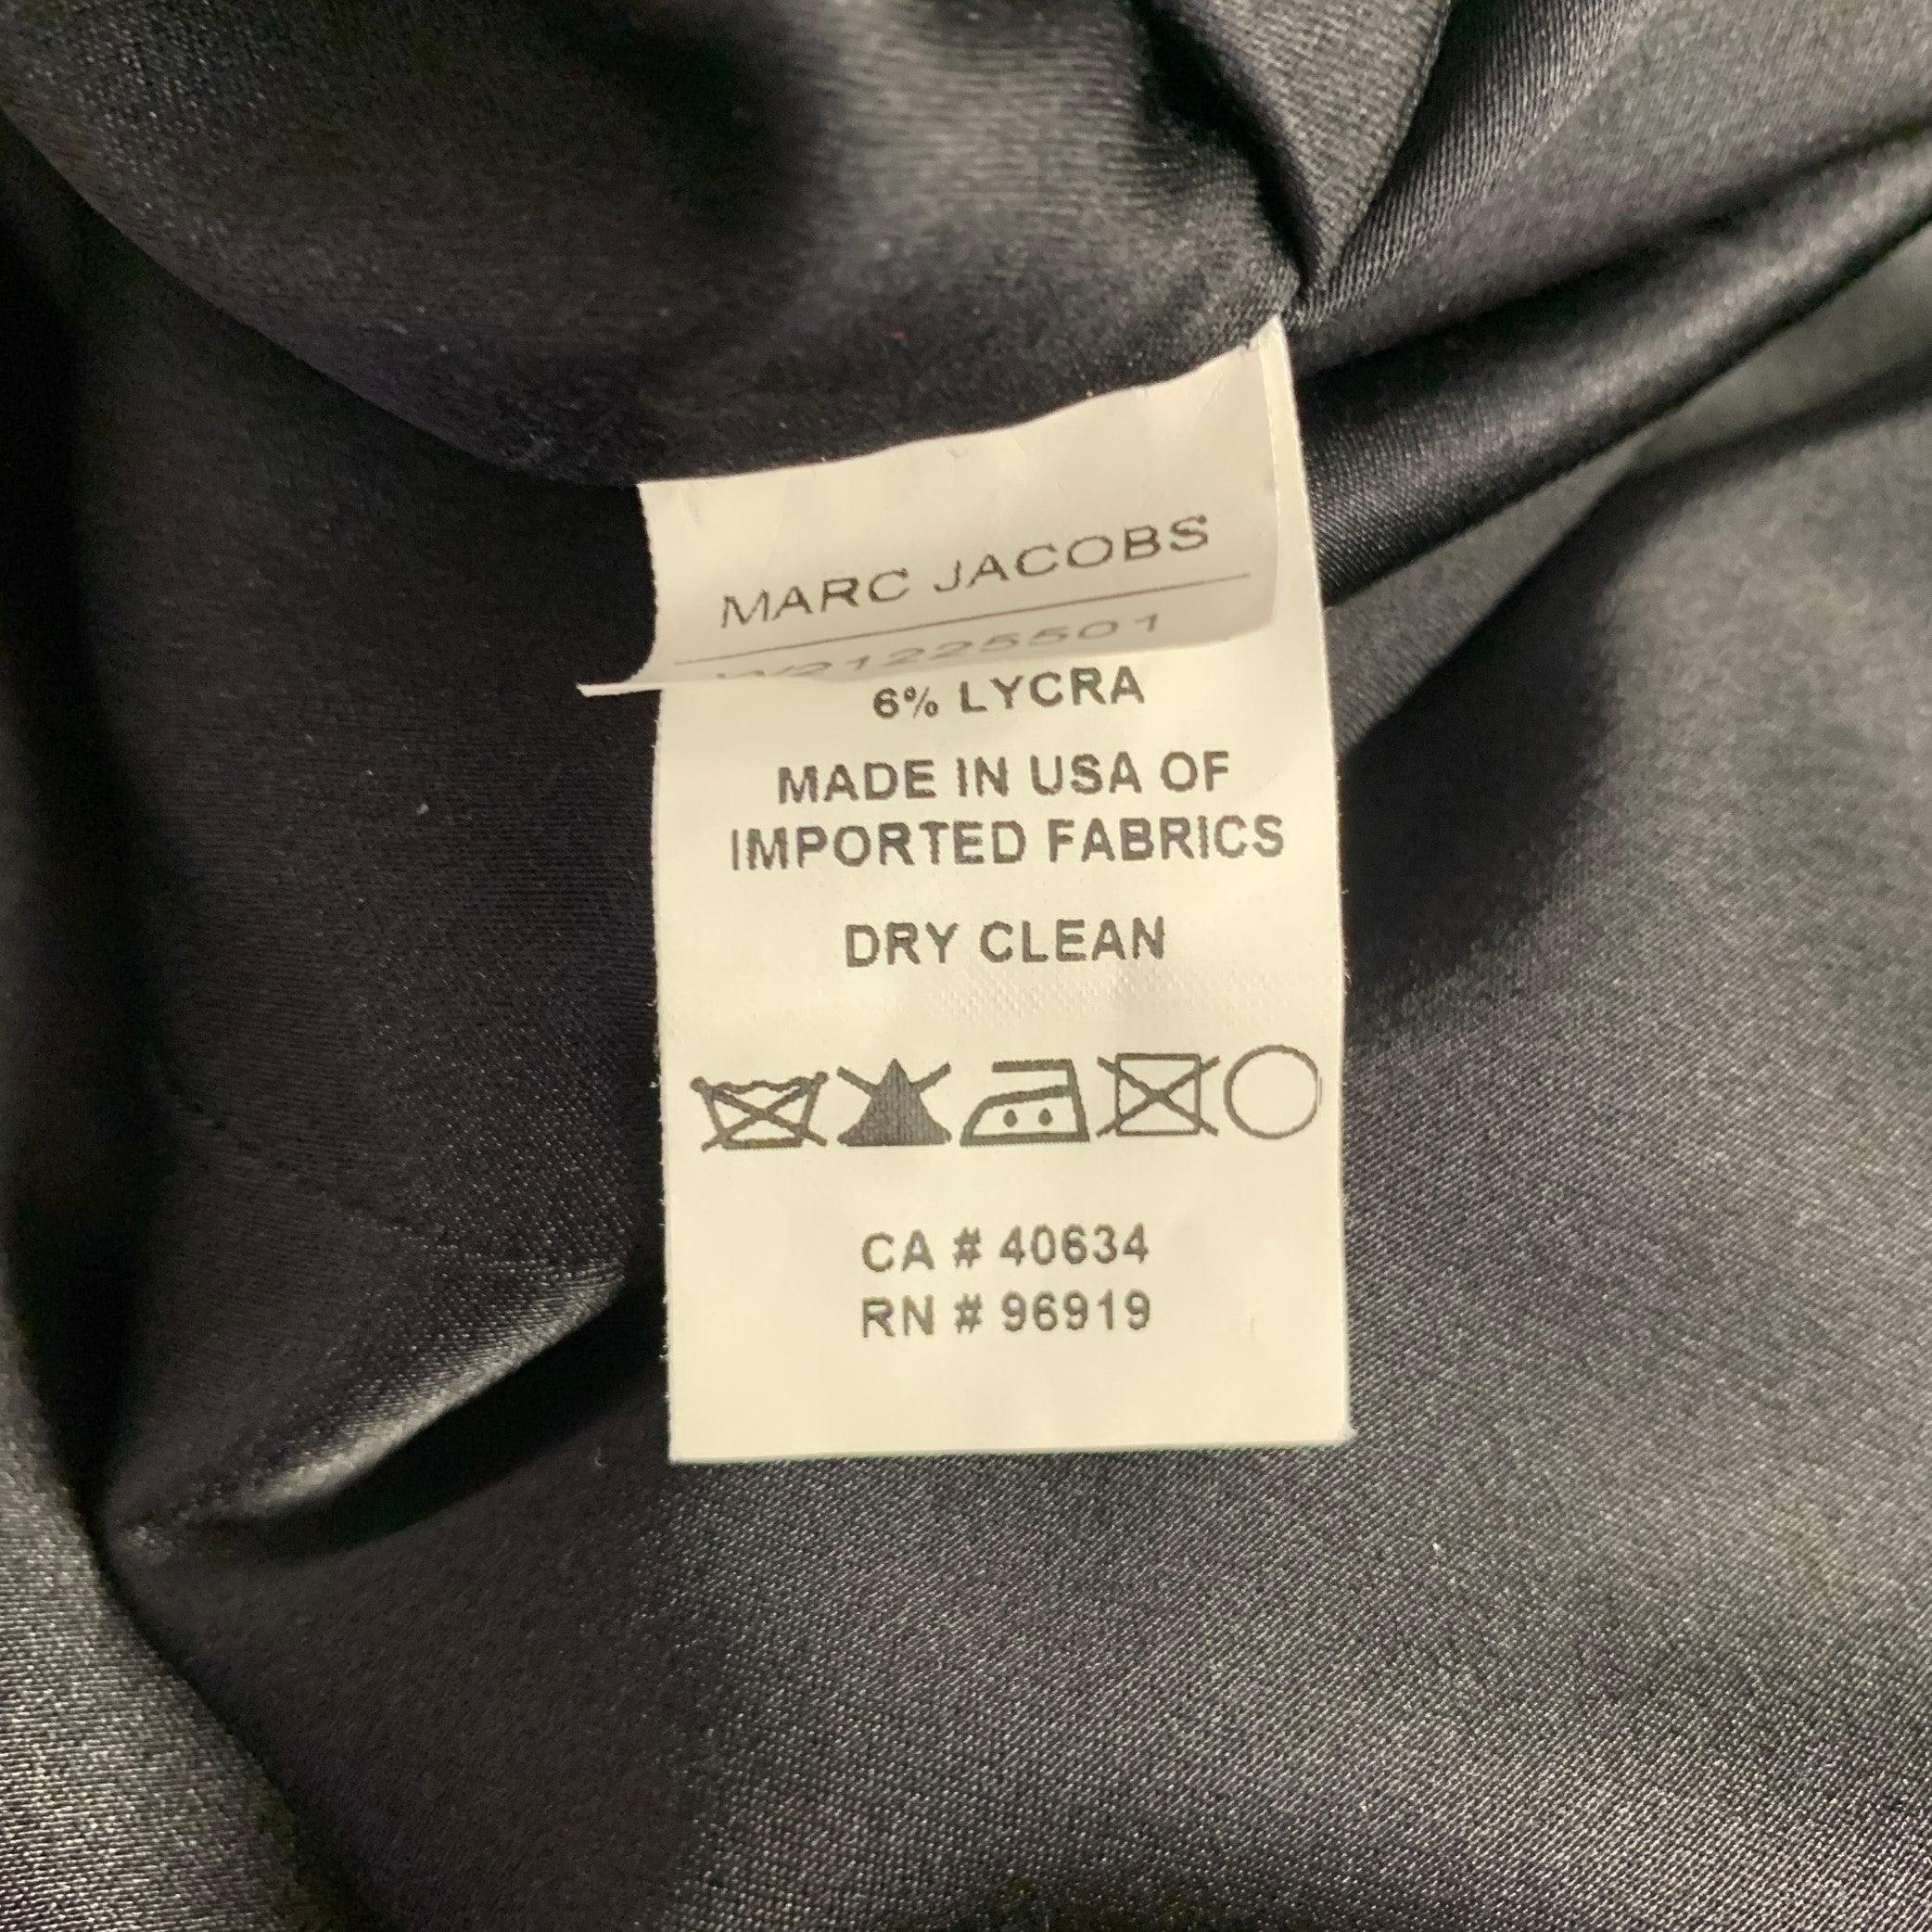 MARC JACOBS
6% LYCRA
MADE IN USA OF
IMPORTED FABRICS
DRY CLEAN
CA # 40634
RN # 96919